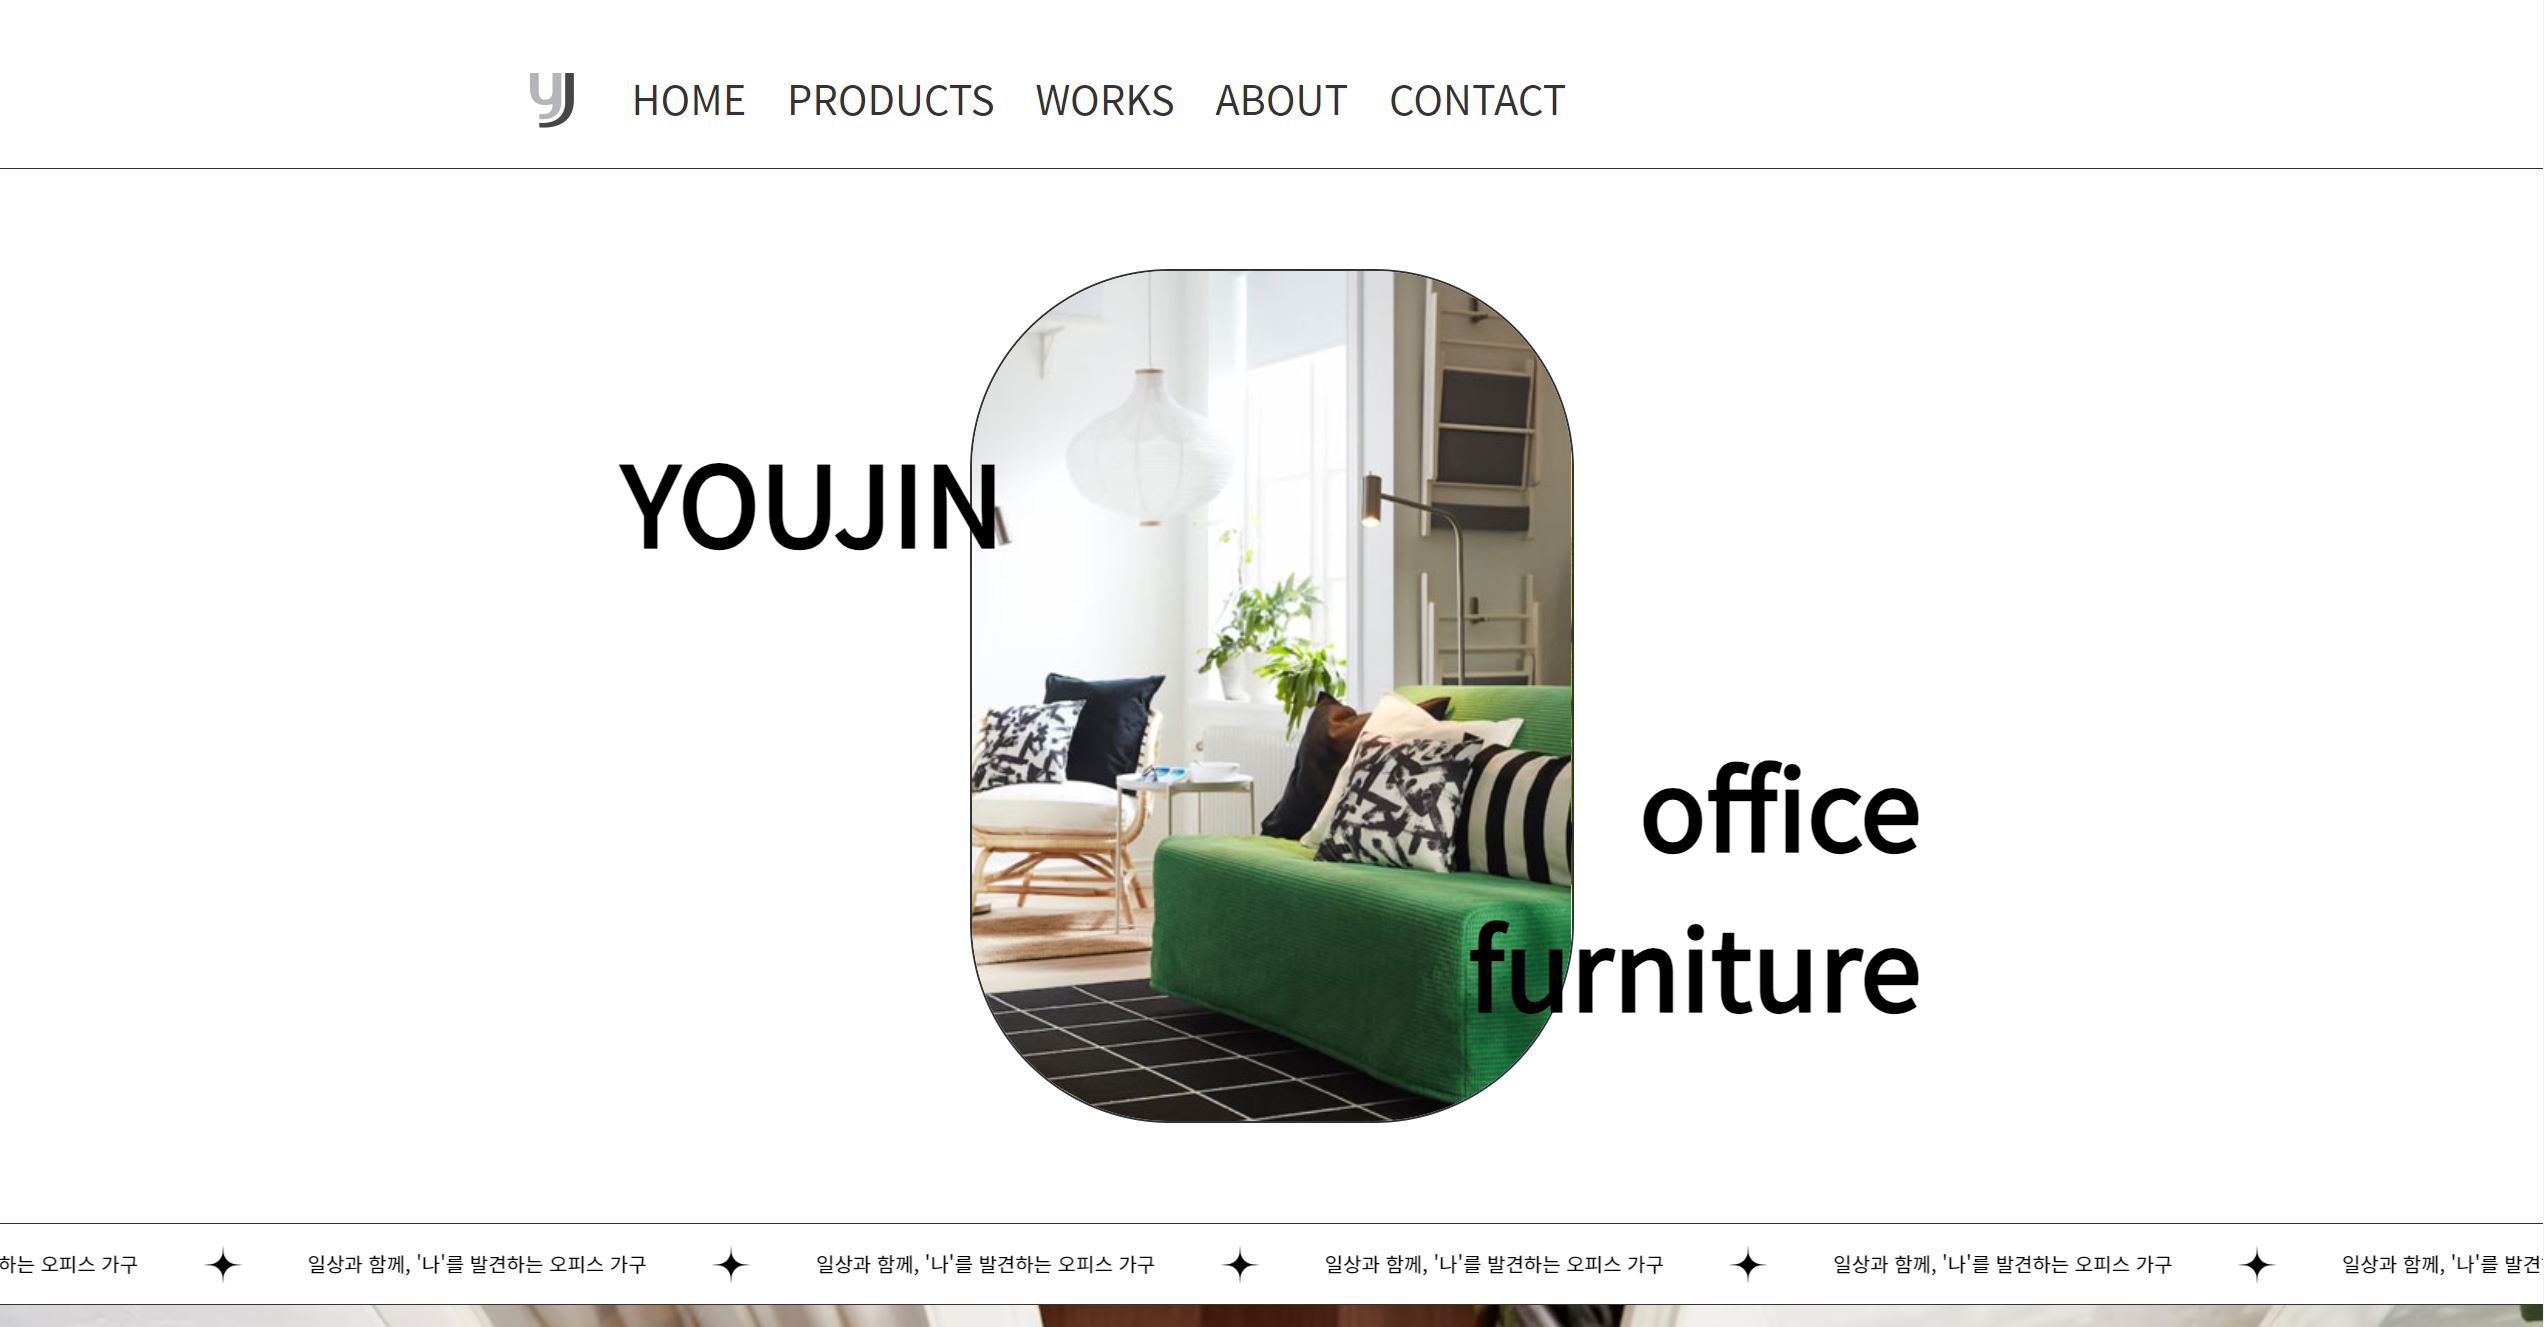 yj
HOME PRODUCTS WORKS ABOUT CONTACT
YOUJIN
office
furniture
하는 오피스 가구 일상과 함께, '나'를 발견하는 오피스 가구 일상과 함께, '나'를 발견하는 오피스 가구 일상과 함께, '나'를 발견하는 오피스 가구 일상과 함께, '나'를 발견하는 오피스 가구 일상과 함께, '나'를 발견